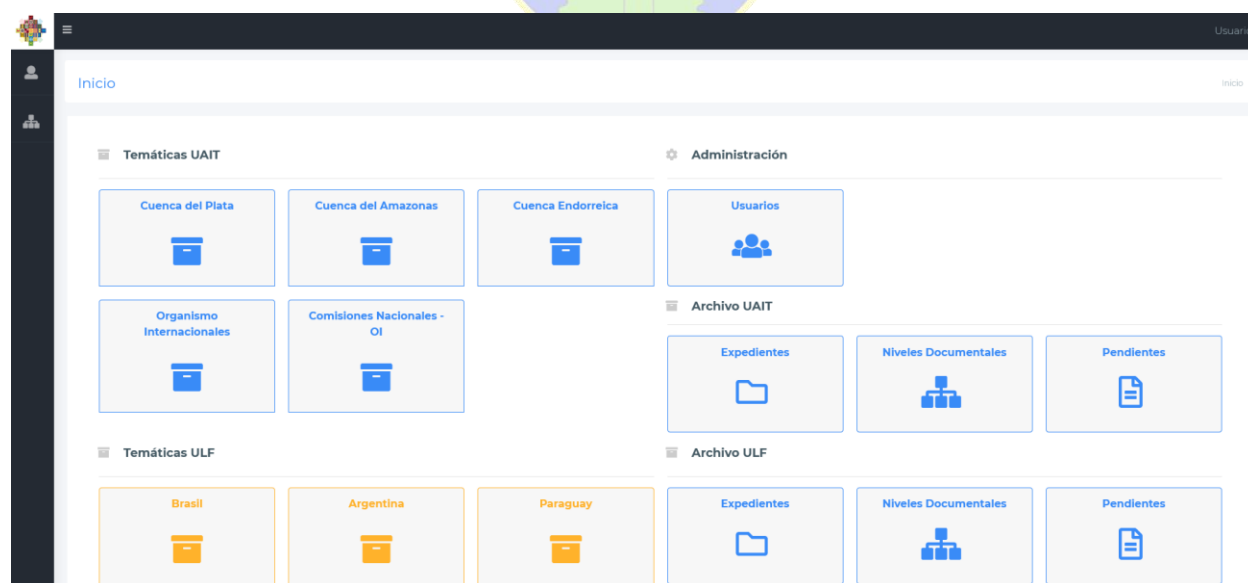 Usuario
Inicio
Inicio
Temáticas UAIT
Cuenca del Plata
Cuenca del Amazonas
Cuenca Endorreica
Organismo
Internacionales
Comisiones Nacionales -
OI
Temáticas ULF
Brasil
Argentina
Paraguay
Administración
Usuarios
Archivo UAIT
Expedientes
Niveles Documentales
Pendientes
Archivo ULF
Expedientes
Niveles Documentales
Pendientes